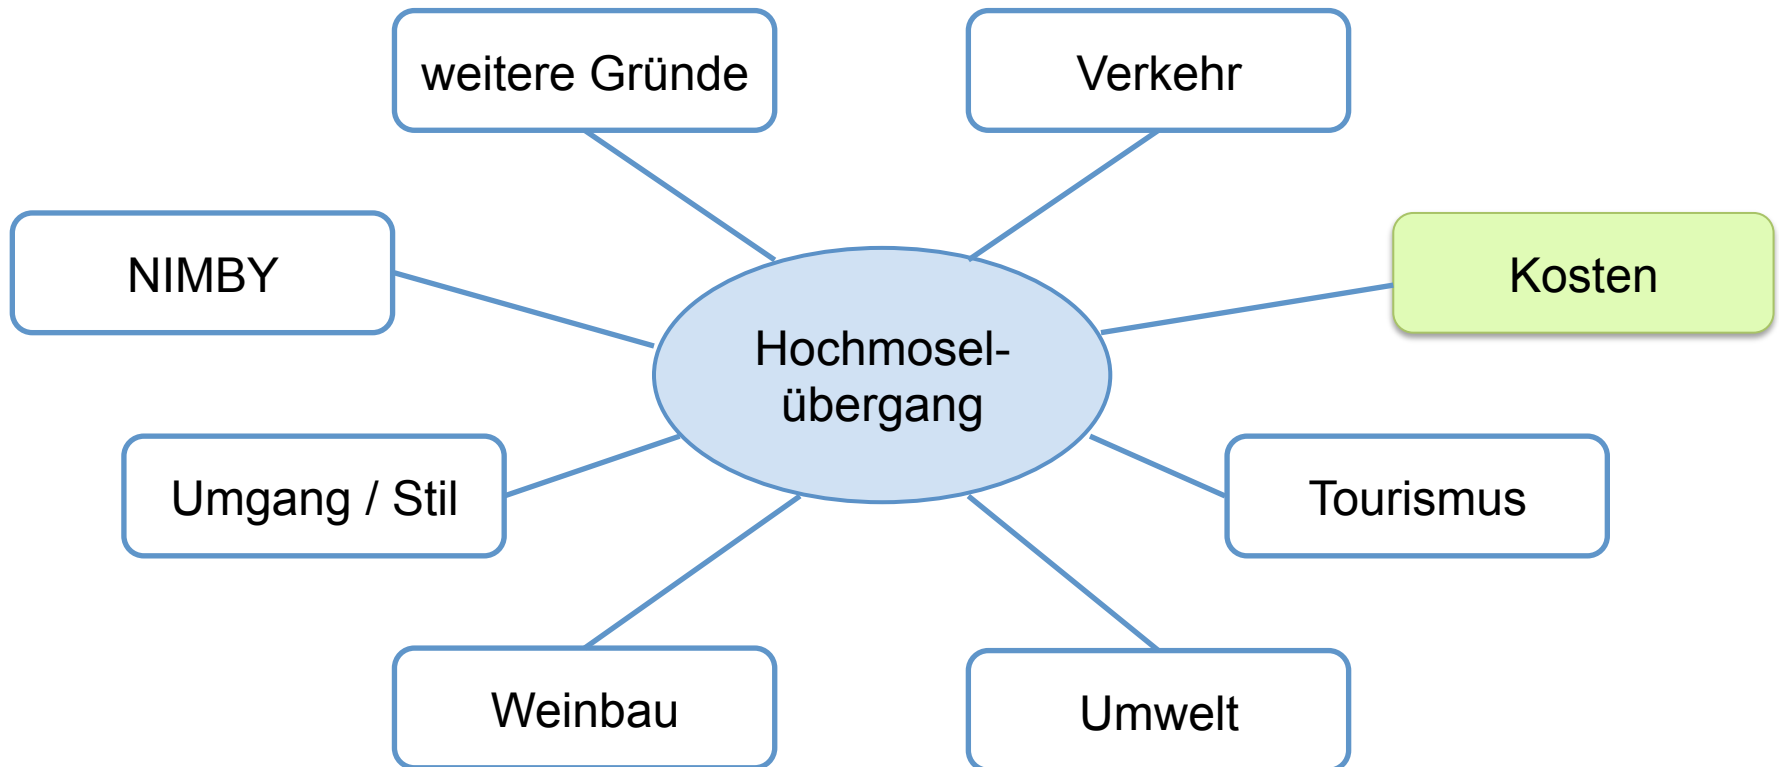 weitere Gründe
Verkehr
NIMBY
Kosten
Hochmosel-
übergang
Umgang / Stil
Tourismus
Weinbau
Umwelt